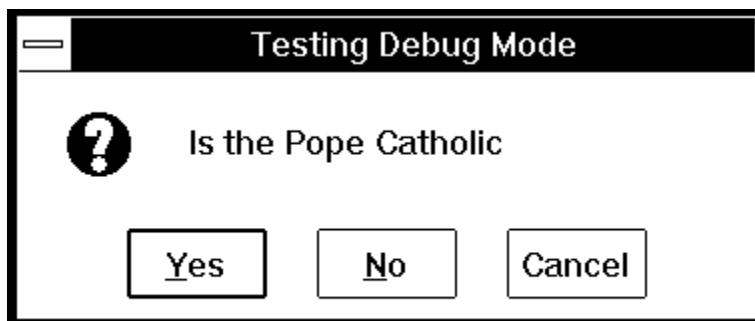 Testing Debug Mode
Is the Pope Catholic
Yes No Cancel